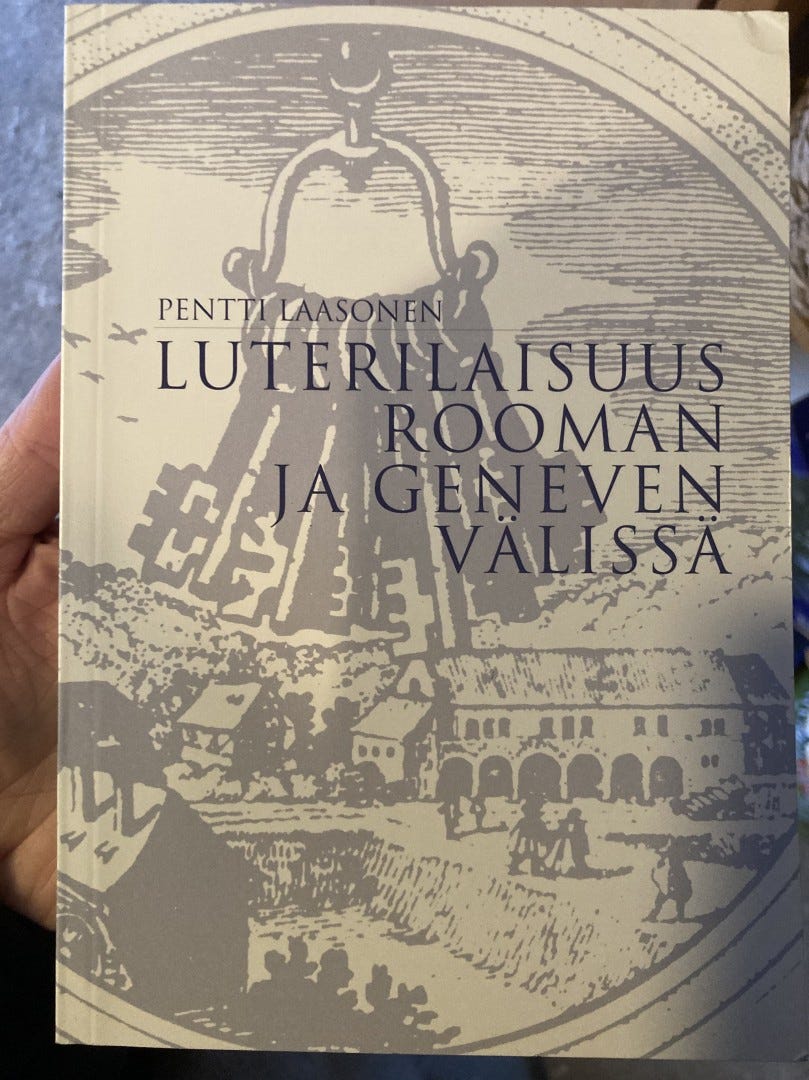 PENTTI LAASONEN
LUTERILAISUUS
ROOMAN
JA GENEVEN
VÄLISSÄ